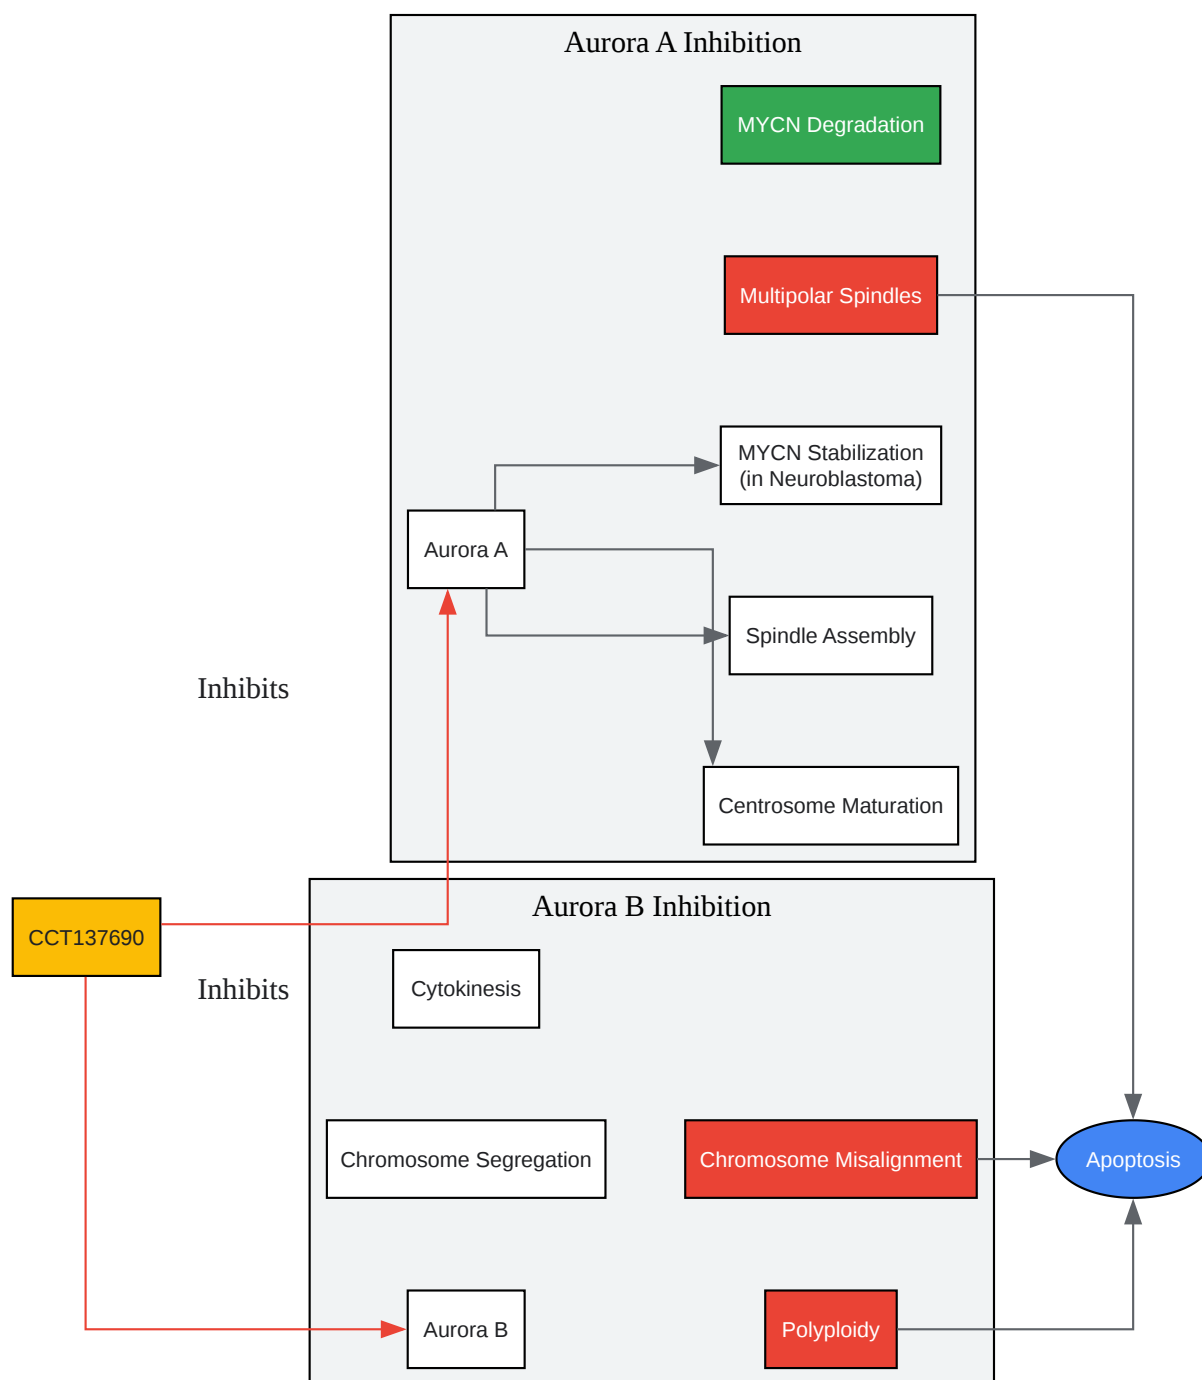 Aurora A Inhibition
MYCN Degradation
Multipolar Spindles
MYCN Stabilization
(in Neuroblastoma)
Aurora A
Spindle Assembly
Inhibits
Centrosome Maturation
Aurora B Inhibition
CCT137690
Cytokinesis
Inhibits
Chromosome Segregation
Chromosome Misalignment
Apoptosis
Aurora B
Polyploidy